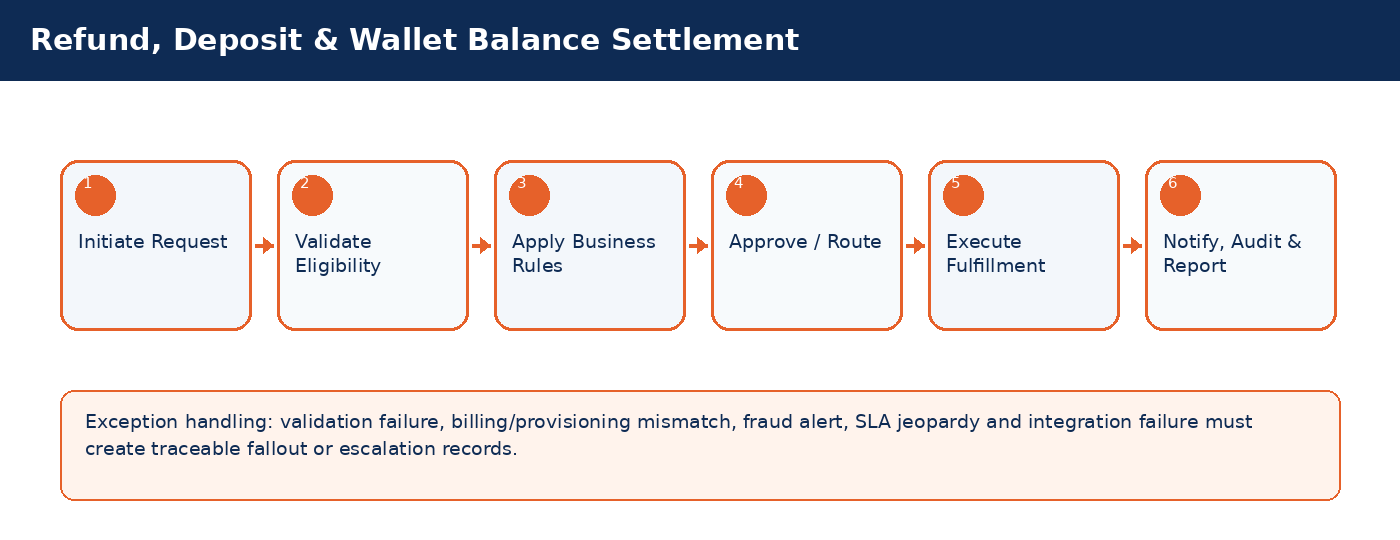 Refund, Deposit & Wallet Balance Settlement
1
Initiate Request
2
Validate
Eligibility
3
Apply Business
Rules
4
Approve / Route
5
Execute
Fulfillment
6
Notify, Audit &
Report
Exception handling: validation failure, billing/provisioning mismatch, fraud alert, SLA jeopardy and integration failure must
create traceable fallout or escalation records.